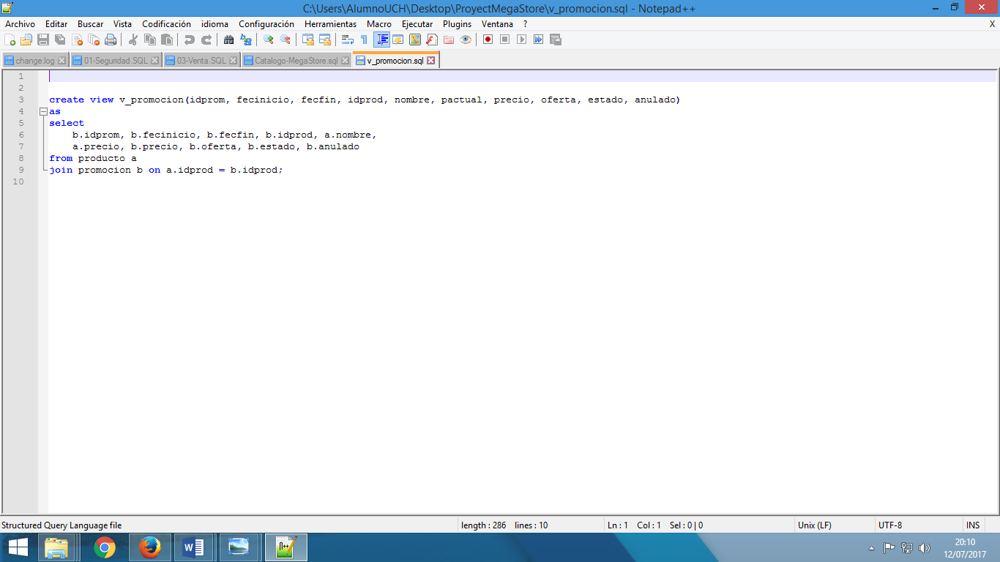 C:\Users\AlumnoUCH\Desktop\ProyectMegaStore\v_promocion.sql - Notepad++
Archivo Editar Buscar Vista Codificación idioma Configuración Herramientas Macro Ejecutar Plugins Ventana ? X
change.log 01-Seguridad.SQL 03-Venta.SQL Catalogo-MegaStore.sql v_promocion.sql
1
2
3 create view v_promocion(idprom, fecinicio, fecfin, idprod, nombre, pactual, precio, oferta, estado, anulado)
4 as
5 select
6 b.idprom, b.fecinicio, b.fecfin, b.idprod, a.nombre,
7 a.precio, b.precio, b.oferta, b.estado, b.anulado
8 from producto a
9 join promocion b on a.idprod = b.idprod;
10
Structured Query Language file length : 286 lines : 10 Ln : 1 Col : 1 Sel : 0 | 0 Unix (LF) UTF-8 INS
20:10
12/07/2017